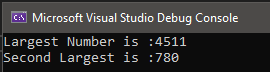 Microsoft Visual Studio Debug Console
Largest Number is :4511
Second Largest is :780